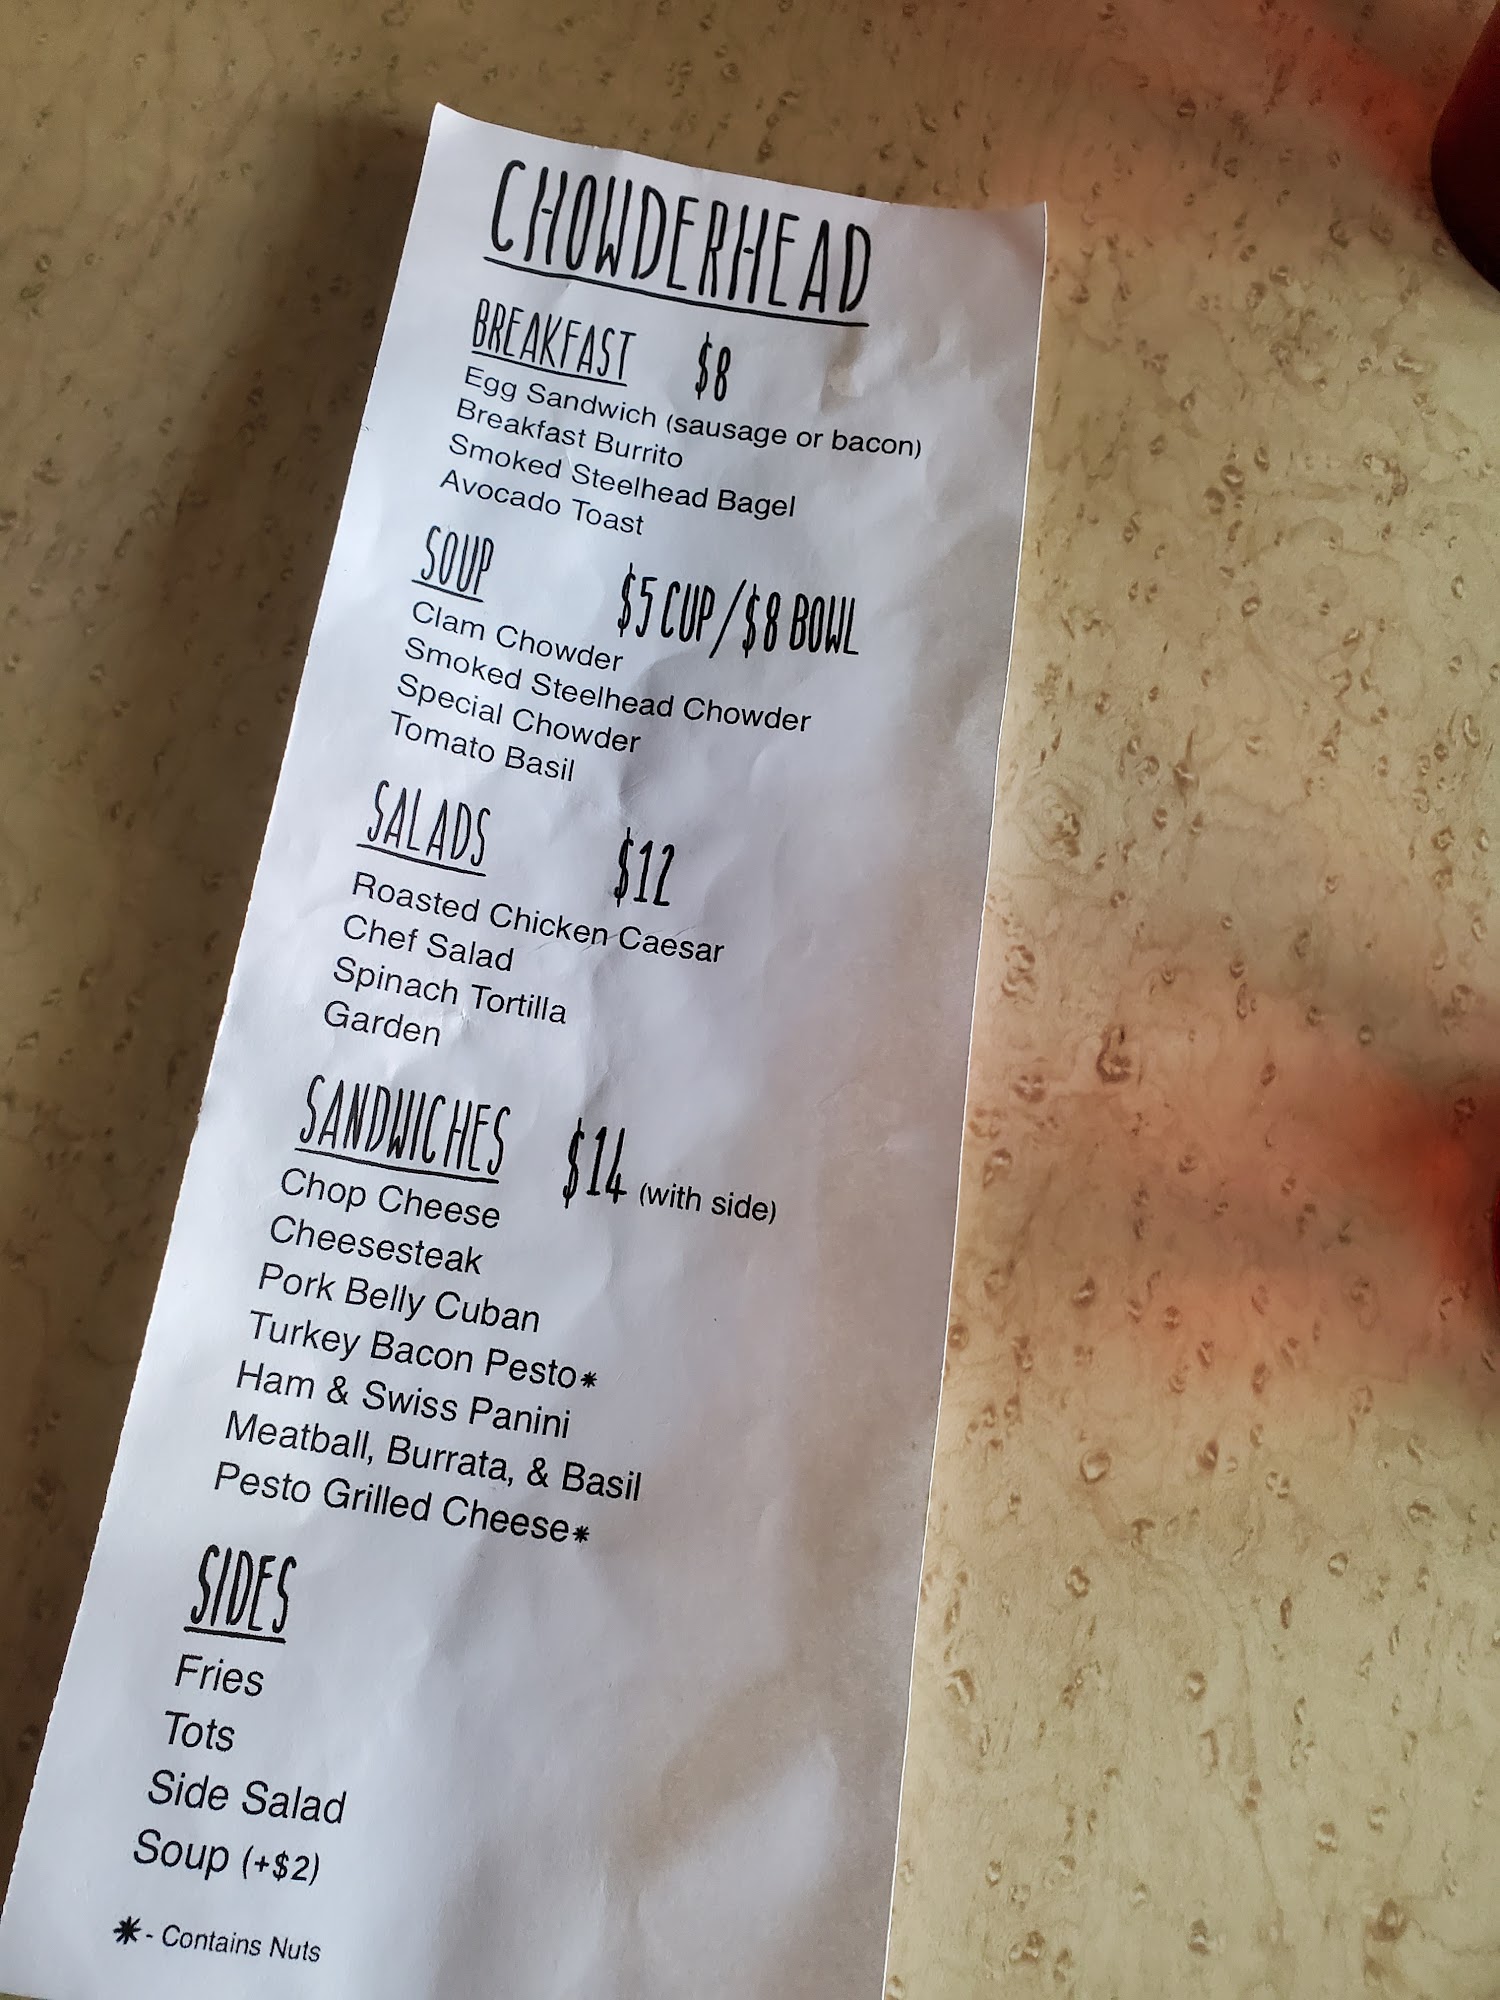 CHOWDERHEAD
BREAKFAST $8
Egg Sandwich (sausage or bacon)
Breakfast Burrito
Smoked Steelhead Bagel
Avocado Toast
SOUP $5 CUP/$8 BOWL
Clam Chowder
Smoked Steelhead Chowder
Special Chowder
Tomato Basil
SALADS $12
Roasted Chicken Caesar
Chef Salad
Spinach Tortilla
Garden
SANDWICHES $14 (with side)
Chop Cheese
Cheesesteak
Pork Belly Cuban
Turkey Bacon Pesto*
Ham & Swiss Panini
Meatball, Burrata, & Basil
Pesto Grilled Cheese*
SIDES
Fries
Tots
Side Salad
Soup (+$2)
* - Contains Nuts